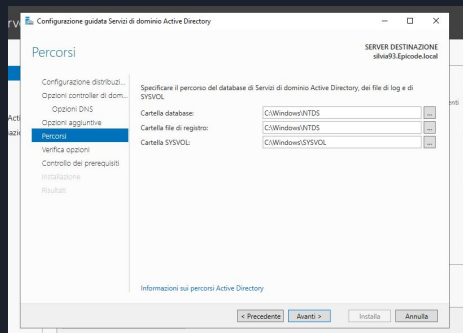 Configurazione guidata Servizi di dominio Active Directory
Percorsi
SERVER DESTINAZIONE
silvia93.Epicode.local
Configurazione distribuzi...
Opzioni controller di dom...
Opzioni DNS
Opzioni aggiuntive
Percorsi
Verifica opzioni
Controllo dei prerequisiti
Installazione
Risultati
Specificare il percorso del database di Servizi di dominio Active Directory, dei file di log e di
SYSVOL
Cartella database: C:\Windows\NTDS ...
Cartella file di registro: C:\Windows\NTDS ...
Cartella SYSVOL: C:\Windows\SYSVOL ...
Informazioni sui percorsi Active Directory
< Precedente Avanti > Installa Annulla